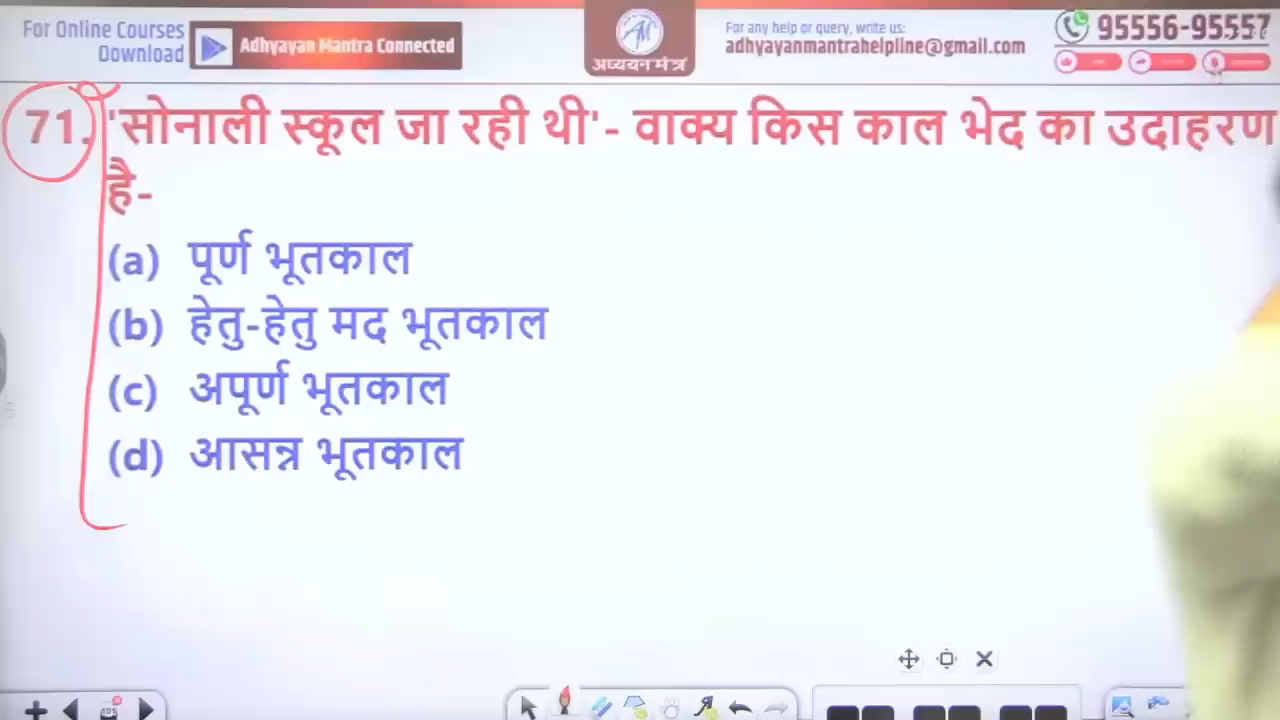 For Online Courses
Download
Adhyayan Mantra Connected
अध्ययन मंत्र
For any help or query, write us:
adhyayanmantrahelpline@gmail.com
95556-95557
71. 'सोनाली स्कूल जा रही थी'- वाक्य किस काल भेद का उदाहरण
है-
(a) पूर्ण भूतकाल
(b) हेतु-हेतु मद भूतकाल
(c) अपूर्ण भूतकाल
(d) आसन्न भूतकाल